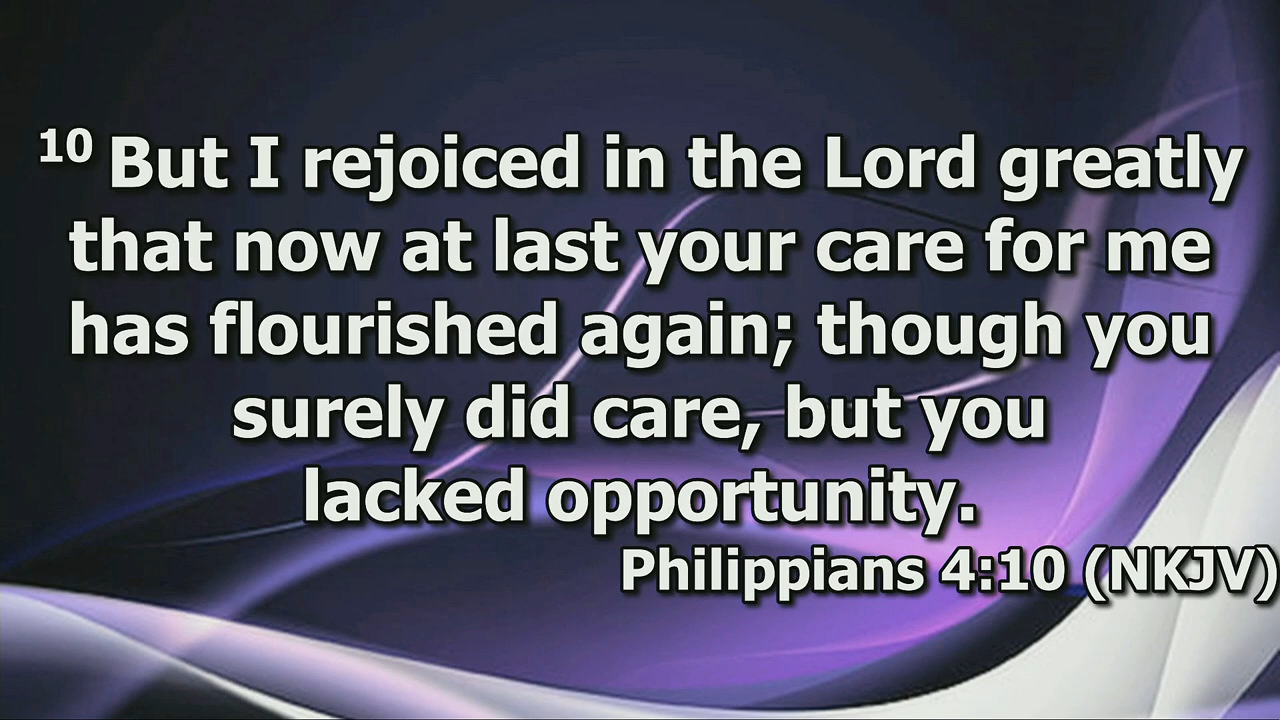 10 But I rejoiced in the Lord greatly
that now at last your care for me
has flourished again; though you
surely did care, but you
lacked opportunity.
Philippians 4:10 (NKJV)